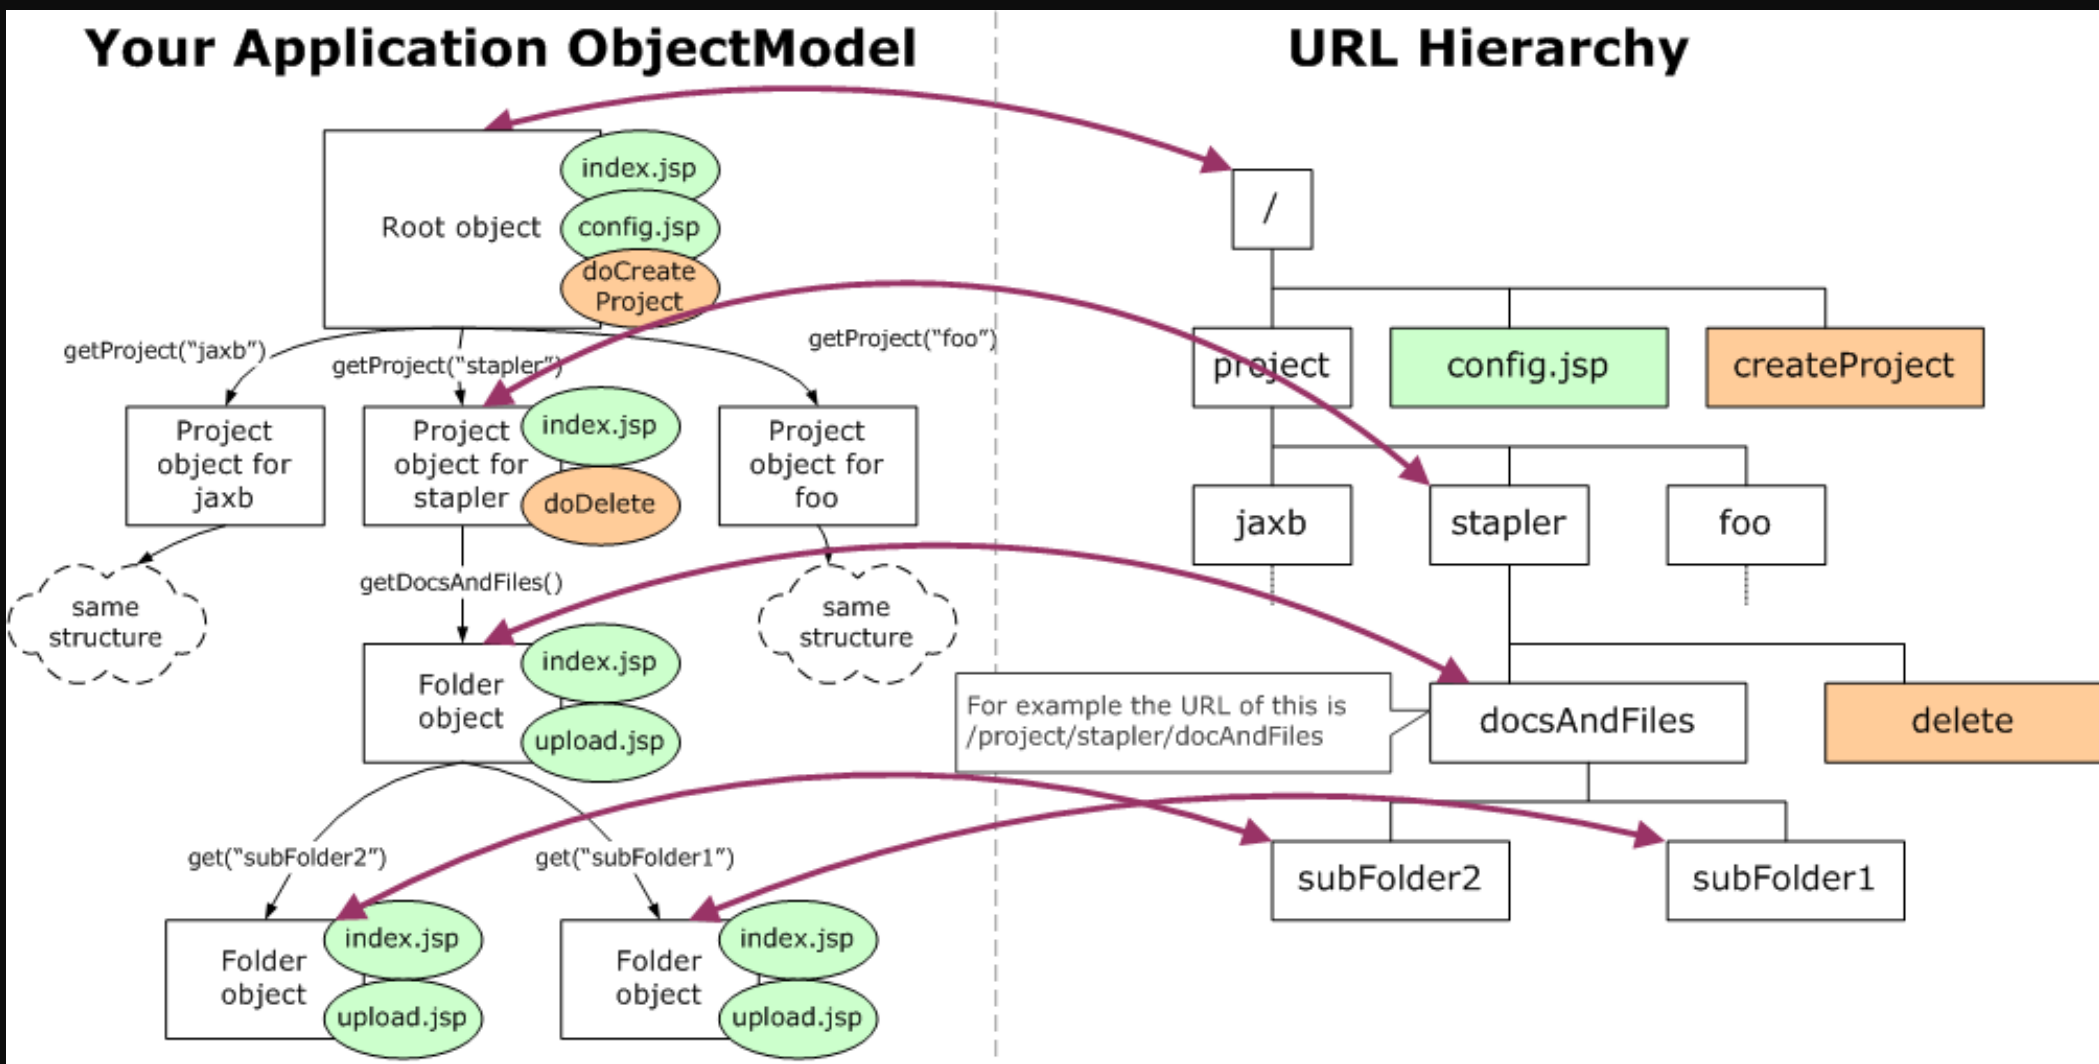 Your Application ObjectModel
URL Hierarchy
Root object
index.jsp
config.jsp
doCreate
Project
getProject(“jaxb”)
getProject(“stapler”)
getProject(“foo”)
Project
object for
jaxb
Project
object for
stapler
index.jsp
doDelete
Project
object for
foo
same
structure
getDocsAndFiles()
same
structure
Folder
object
index.jsp
upload.jsp
get(“subFolder2”)
get(“subFolder1”)
Folder
object
index.jsp
upload.jsp
Folder
object
index.jsp
upload.jsp
/
project
config.jsp
createProject
jaxb
stapler
foo
For example the URL of this is
/project/stapler/docAndFiles
docsAndFiles
delete
subFolder2
subFolder1